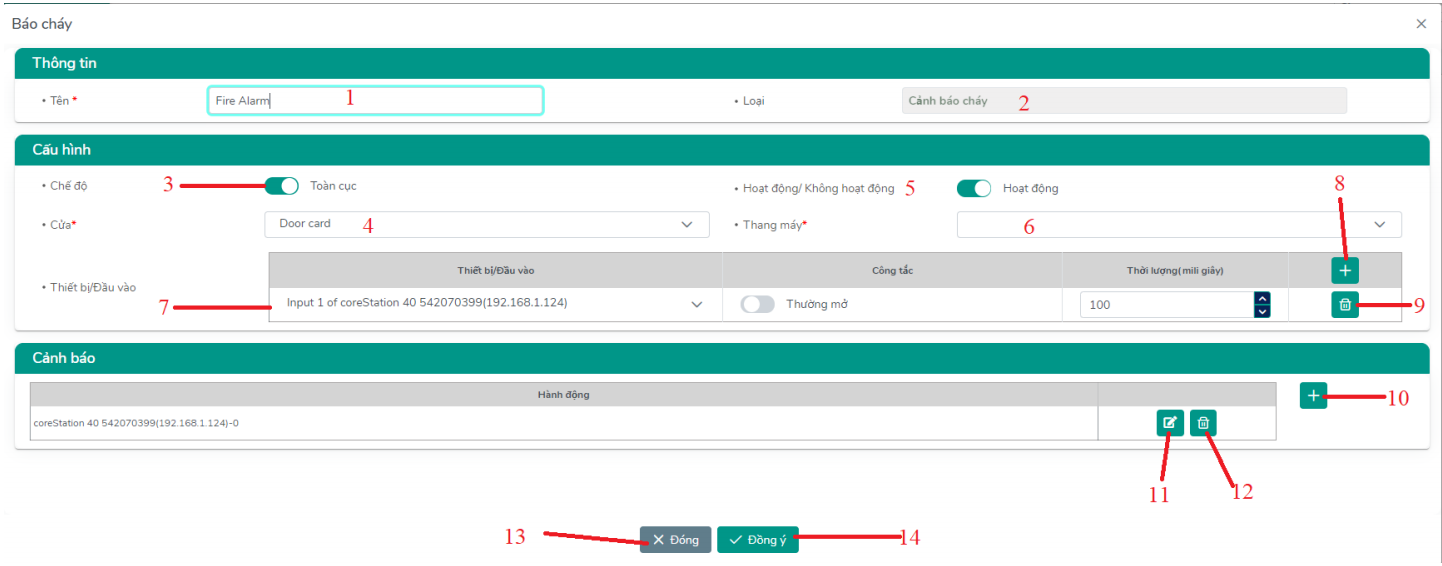 Báo cháy
Thông tin
• Tên * Fire Alarm 1 • Loại Cảnh báo cháy 2
Cấu hình
• Chế độ 3 Toàn cục • Hoạt động/ Không hoạt động 5 Hoạt động 8
• Cửa* Door card 4 • Thang máy* 6
Thiết bị/Đầu vào Công tắc Thời lượng(mili giây)
• Thiết bị/Đầu vào
7 Input 1 of coreStation 40 542070399(192.168.1.124) Thường mở 100 9
Cảnh báo
Hành động 10
coreStation 40 542070399(192.168.1.124)-0
11 12
13 Đóng Đồng ý 14